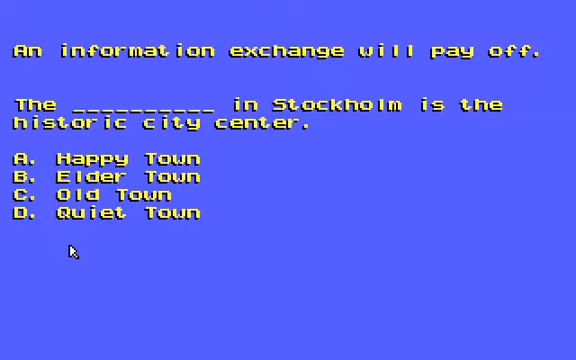 An information exchange will pay off.
The __________ in Stockholm is the
historic city center.
A. Happy Town
B. Elder Town
C. Old Town
D. Quiet Town